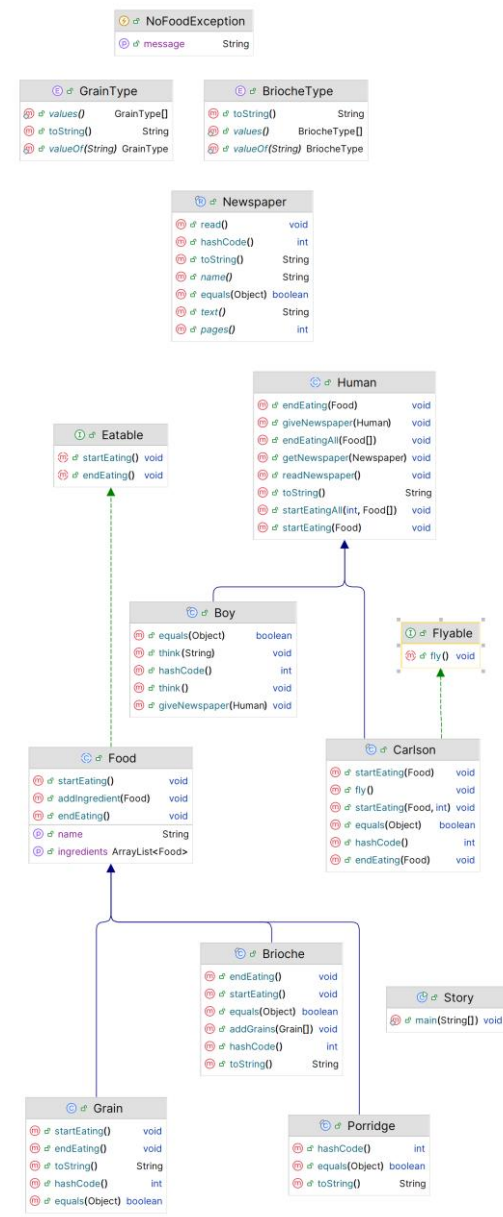 NoFoodException
message String
GrainType
values() GrainType[]
toString() String
valueOf(String) GrainType
BriocheType
toString() String
values() BriocheType[]
valueOf(String) BriocheType
Newspaper
read() void
hashCode() int
toString() String
name() String
equals(Object) boolean
text() String
pages() int
Human
endEating(Food) void
giveNewspaper(Human) void
endEatingAll(Food[]) void
getNewspaper(Newspaper) void
readNewspaper() void
toString() String
startEatingAll(int, Food[]) void
startEating(Food) void
Eatable
startEating() void
endEating() void
Boy
equals(Object) boolean
think(String) void
hashCode() int
think() void
giveNewspaper(Human) void
Flyable
fly() void
Food
startEating() void
addIngredient(Food) void
endEating() void
name String
ingredients ArrayList<Food>
Carlson
startEating(Food) void
fly() void
startEating(Food, int) void
equals(Object) boolean
hashCode() int
endEating(Food) void
Brioche
endEating() void
startEating() void
equals(Object) boolean
addGrains(Grain[]) void
hashCode() int
toString() String
Story
main(String[]) void
Grain
startEating() void
endEating() void
toString() String
hashCode() int
equals(Object) boolean
Porridge
hashCode() int
equals(Object) boolean
toString() String